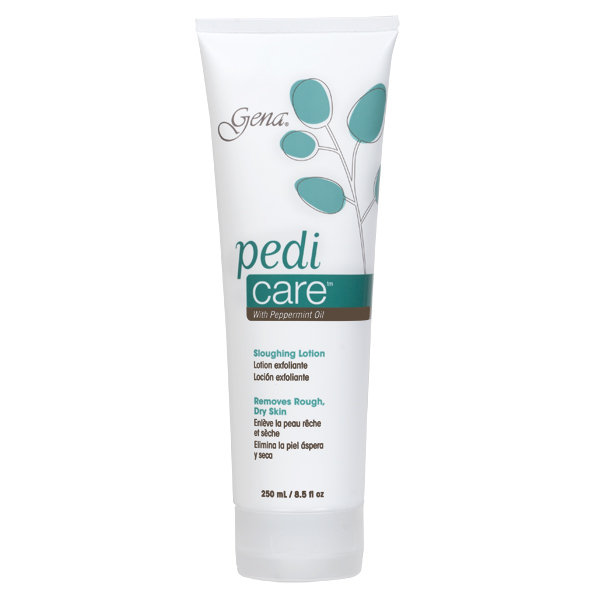 Gena®
pedi
care™
With Peppermint Oil
Sloughing Lotion
Lotion exfoliante
Loción exfoliante
Removes Rough,
Dry Skin
Enlève la peau rêche
et sèche
Elimina la piel áspera
y seca
250 mL / 8.5 fl oz